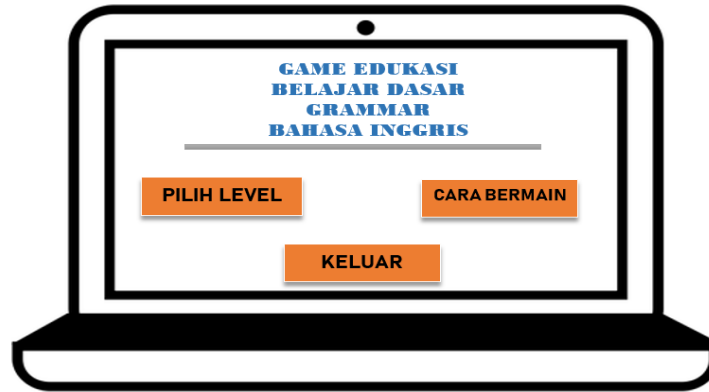 GAME EDUKASI
BELAJAR DASAR
GRAMMAR
BAHASA INGGRIS
PILIH LEVEL
CARA BERMAIN
KELUAR